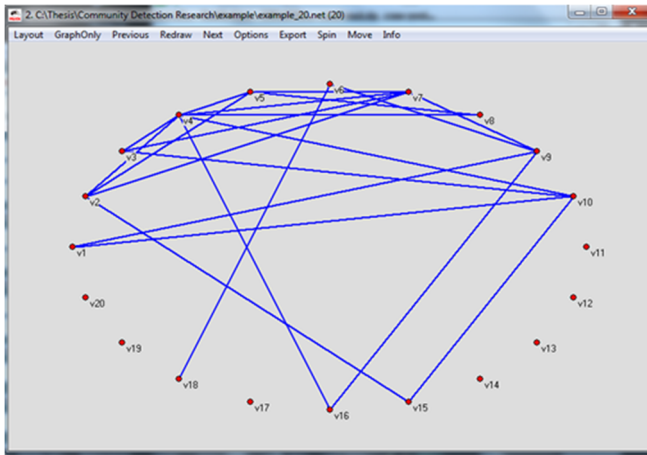 2. C:\Thesis\Community Detection Research\example\example_20.net (20)
Layout GraphOnly Previous Redraw Next Options Export Spin Move Info
v6
v5 v7
v4 v8
v3 v9
v2 v10
v1 v11
v20 v12
v19 v13
v18 v14
v17 v15
v16